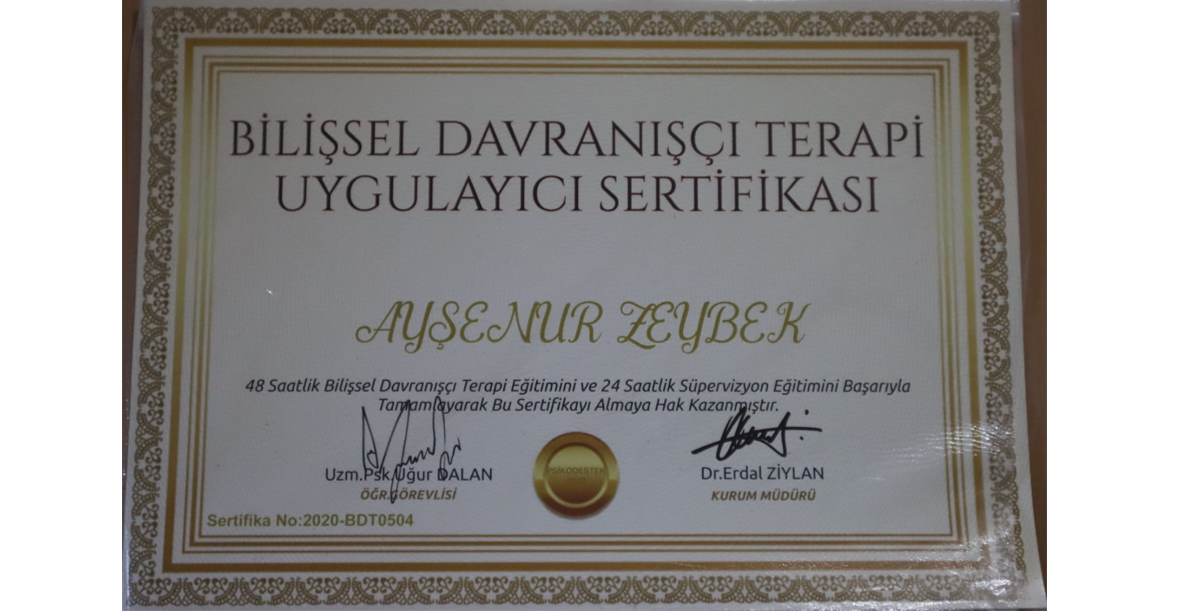 BİLİŞSEL DAVRANIŞÇI TERAPİ
UYGULAYICI SERTİFİKASI
AYŞENUR ZEYBEK
48 Saatlik Bilişsel Davranışçı Terapi Eğitimini ve 24 Saatlik Süpervizyon Eğitimini Başarıyla
Tamamlayarak Bu Sertifikayı Almaya Hak Kazanmıştır.
Uzm.Psk.Uğur DALAN
ÖĞR.GÖREVLİSİ
PSİKODESTEK
Dr.Erdal ZİYLAN
KURUM MÜDÜRÜ
Sertifika No:2020-BDT0504